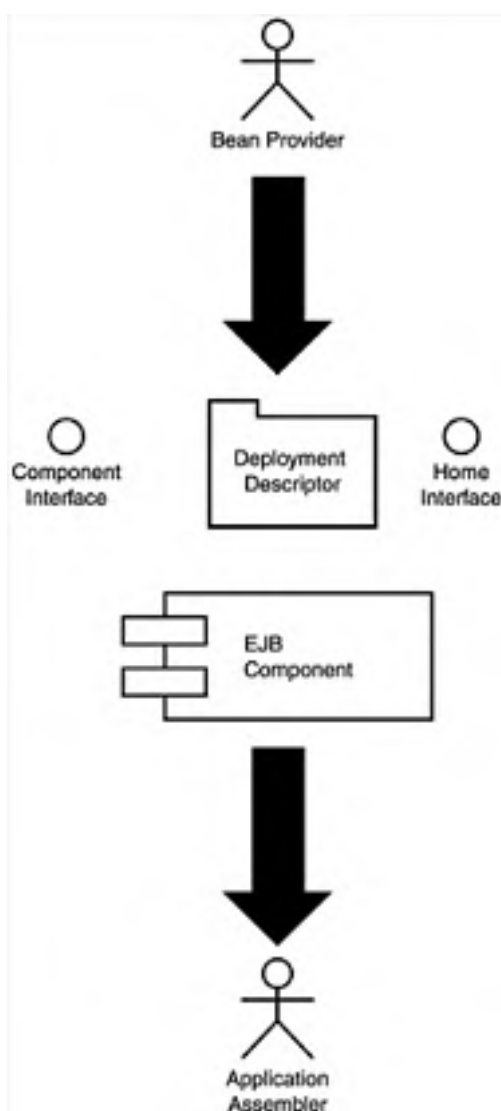 Bean Provider
Component
Interface
Deployment
Descriptor
Home
Interface
EJB
Component
Application
Assembler